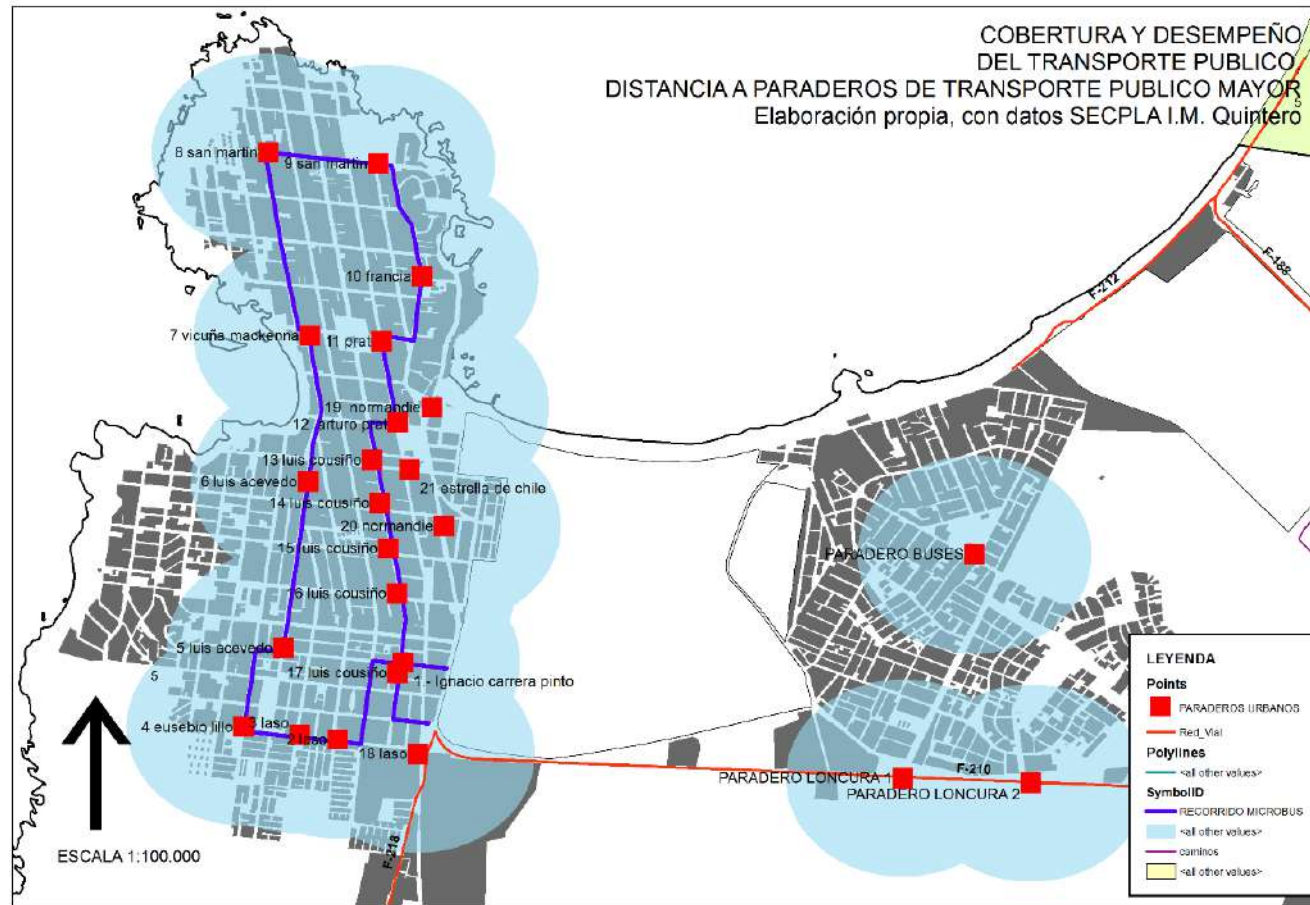 COBERTURA Y DESEMPEÑO
DEL TRANSPORTE PUBLICO.
DISTANCIA A PARADEROS DE TRANSPORTE PUBLICO MAYOR
Elaboración propia, con datos SECPLA I.M. Quintero
5
8 san martin
9 san martin
10 francia
F-188
F-212
7 vicuña mackenna
11 prat
19 normandie
12 arturo prat
13 luis cousiño
6 luis acevedo
21 estrella de chile
14 luis cousiño
20 normandie
15 luis cousiño
PARADERO BUSES
16 luis cousiño
5 luis acevedo
17 luis cousiño
1.- Ignacio carrera pinto
5
4 eusebio lillo
3 laso
2 laso
18 laso
PARADERO LONCURA 1
F-210
PARADERO LONCURA 2
F-218
ESCALA 1:100.000
LEYENDA
Points
PARADEROS URBANOS
Red_Vial
Polylines
<all other values>
SymbolID
RECORRIDO MICROBUS
<all other values>
caminos
<all other values>